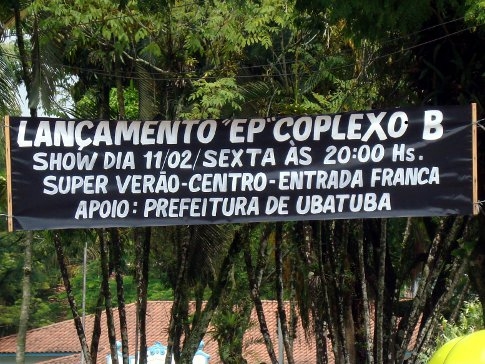 LANÇAMENTO "EP" COPLEXO B
SHOW DIA 11/02/SEXTA ÀS 20:00 Hs.
SUPER VERÃO-CENTRO-ENTRADA FRANCA
APOIO: PREFEITURA DE UBATUBA